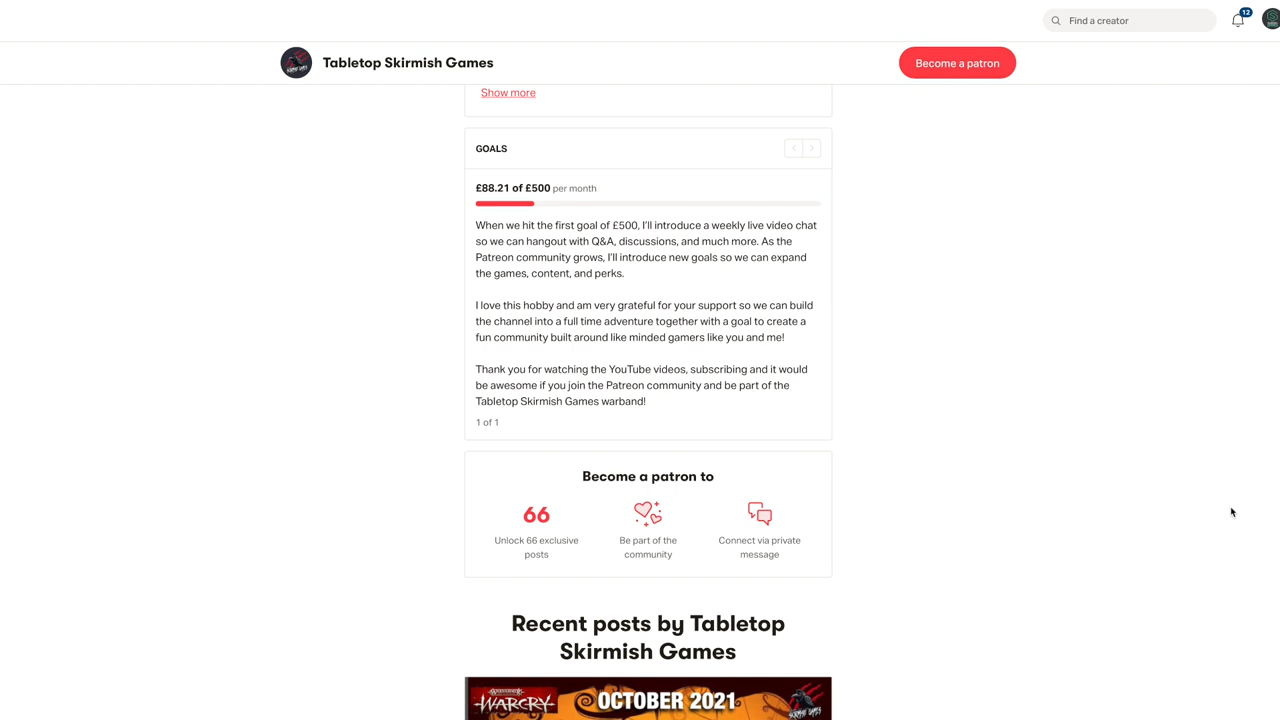 Find a creator
12
Tabletop Skirmish Games
Become a patron
Show more
GOALS
£88.21 of £500 per month
When we hit the first goal of £500, I'll introduce a weekly live video chat
so we can hangout with Q&A, discussions, and much more. As the
Patreon community grows, I'll introduce new goals so we can expand
the games, content, and perks.
I love this hobby and am very grateful for your support so we can build
the channel into a full time adventure together with a goal to create a
fun community built around like minded gamers like you and me!
Thank you for watching the YouTube videos, subscribing and it would
be awesome if you join the Patreon community and be part of the
Tabletop Skirmish Games warband!
1 of 1
Become a patron to
66
Unlock 66 exclusive
posts
Be part of the
community
Connect via private
message
Recent posts by Tabletop
Skirmish Games
WARCRY
OCTOBER 2021
SKIRMISH GAMES